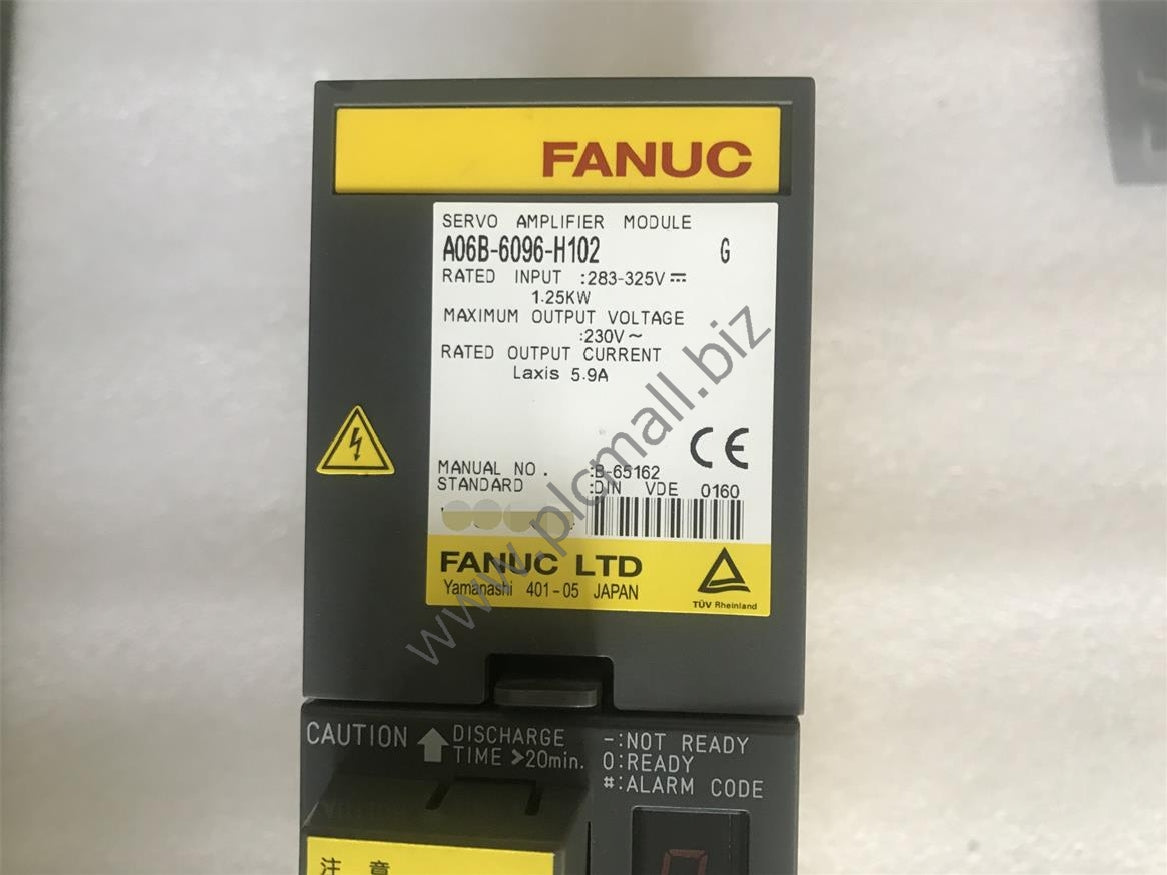 FANUC
SERVO AMPLIFIER MODULE
A06B-6096-H102 G
RATED INPUT :283-325V⎓
1.25KW
MAXIMUM OUTPUT VOLTAGE
:230V~
RATED OUTPUT CURRENT
Laxis 5.9A
CE
MANUAL NO. :B-65162
STANDARD :DIN VDE 0160
FANUC LTD
Yamanashi 401-05 JAPAN
TÜV Rheinland
www.plcmall.biz
CAUTION DISCHARGE
TIME >20min.
-:NOT READY
0:READY
#:ALARM CODE
注 意